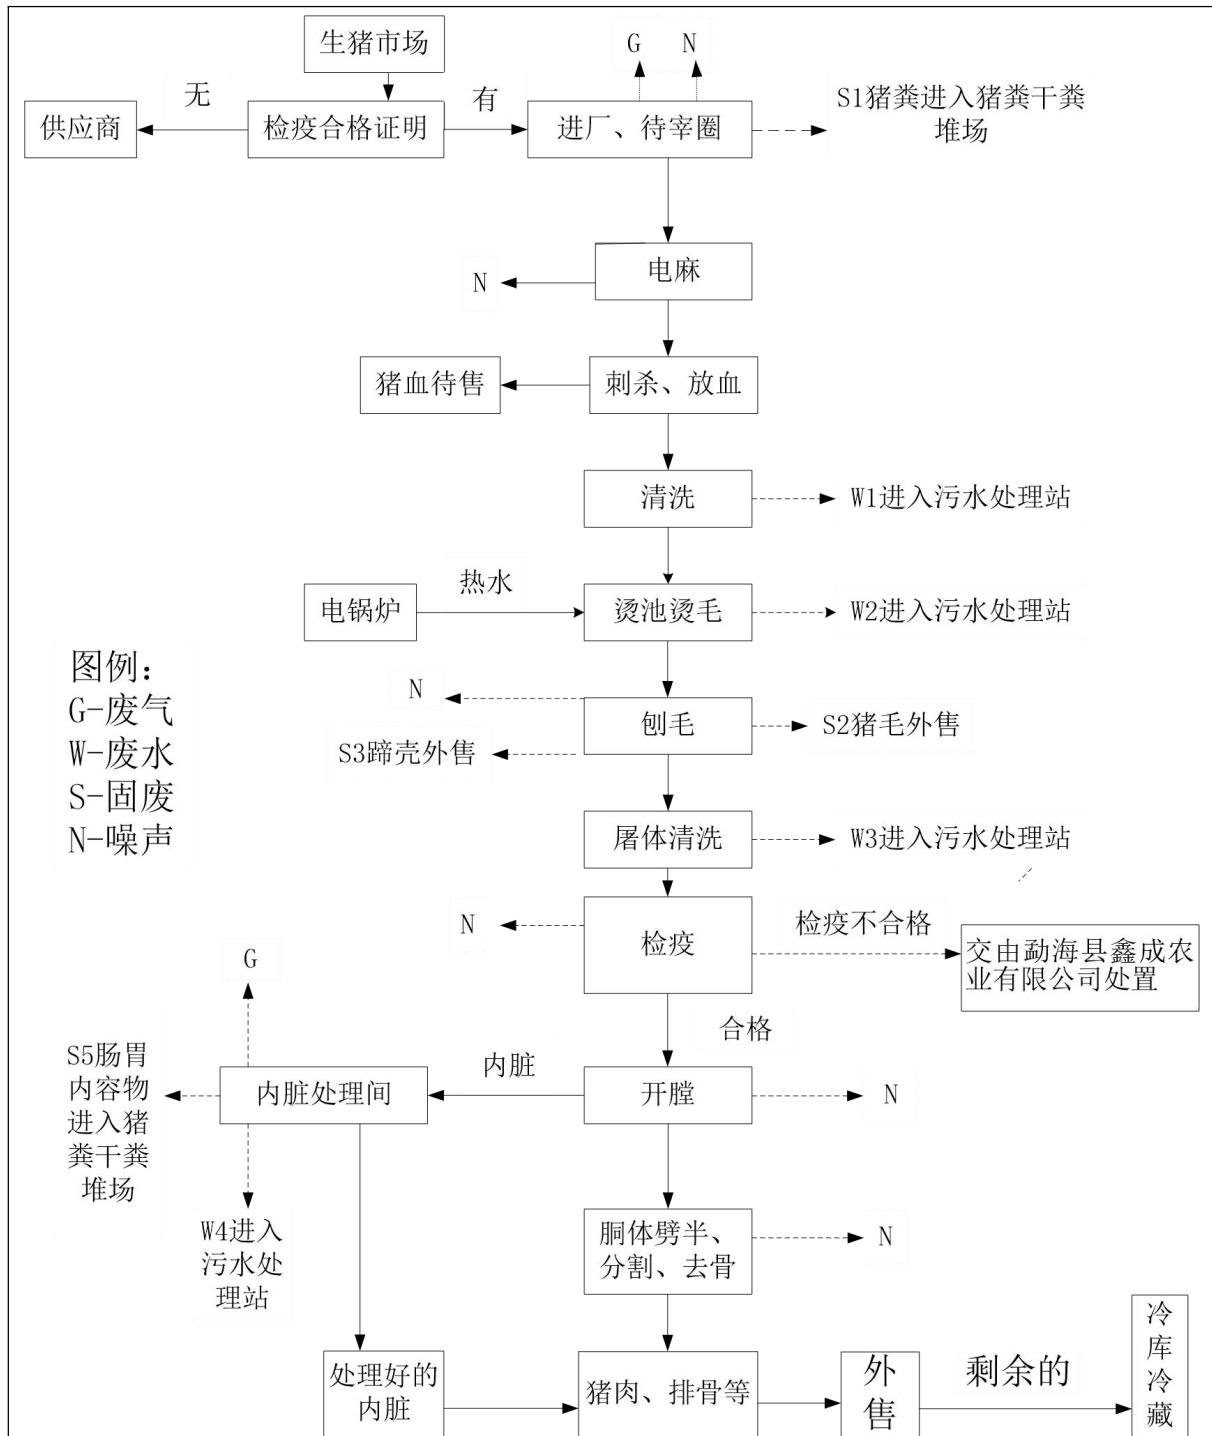 生猪市场
G
N
无
有
S1猪粪进入猪粪干粪
堆场
供应商
检疫合格证明
进厂、待宰圈
电麻
N
猪血待售
刺杀、放血
清洗
W1进入污水处理站
热水
电锅炉
烫池烫毛
W2进入污水处理站
图例：
G-废气
W-废水
S-固废
N-噪声
N
刨毛
S2猪毛外售
S3蹄壳外售
屠体清洗
W3进入污水处理站
N
检疫
检疫不合格
交由勐海县鑫成农
业有限公司处置
G
合格
S5肠胃
内容物
进入猪
粪干粪
堆场
内脏处理间
内脏
开膛
N
W4进入
污水处
理站
胴体劈半、
分割、去骨
N
处理好的
内脏
猪肉、排骨等
外
售
剩余的
冷
库
冷
藏